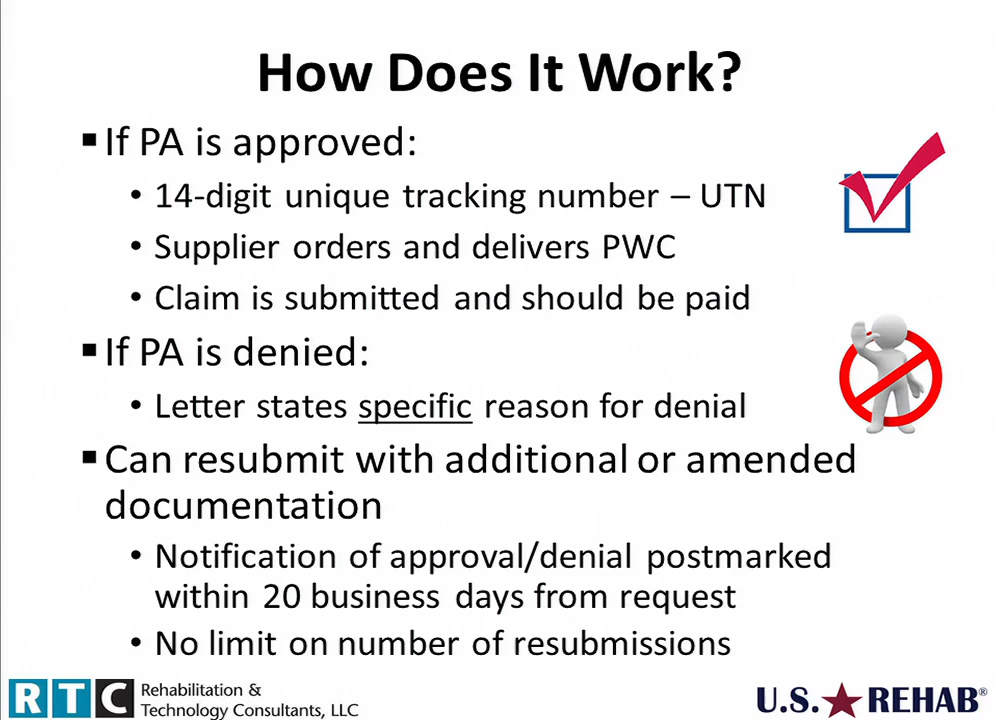 How Does It Work?
▪If PA is approved:
• 14-digit unique tracking number – UTN
• Supplier orders and delivers PWC
• Claim is submitted and should be paid
▪If PA is denied:
• Letter states specific reason for denial
▪Can resubmit with additional or amended
documentation
• Notification of approval/denial postmarked
within 20 business days from request
• No limit on number of resubmissions
RTC Rehabilitation &
Technology Consultants, LLC
U.S. REHAB®